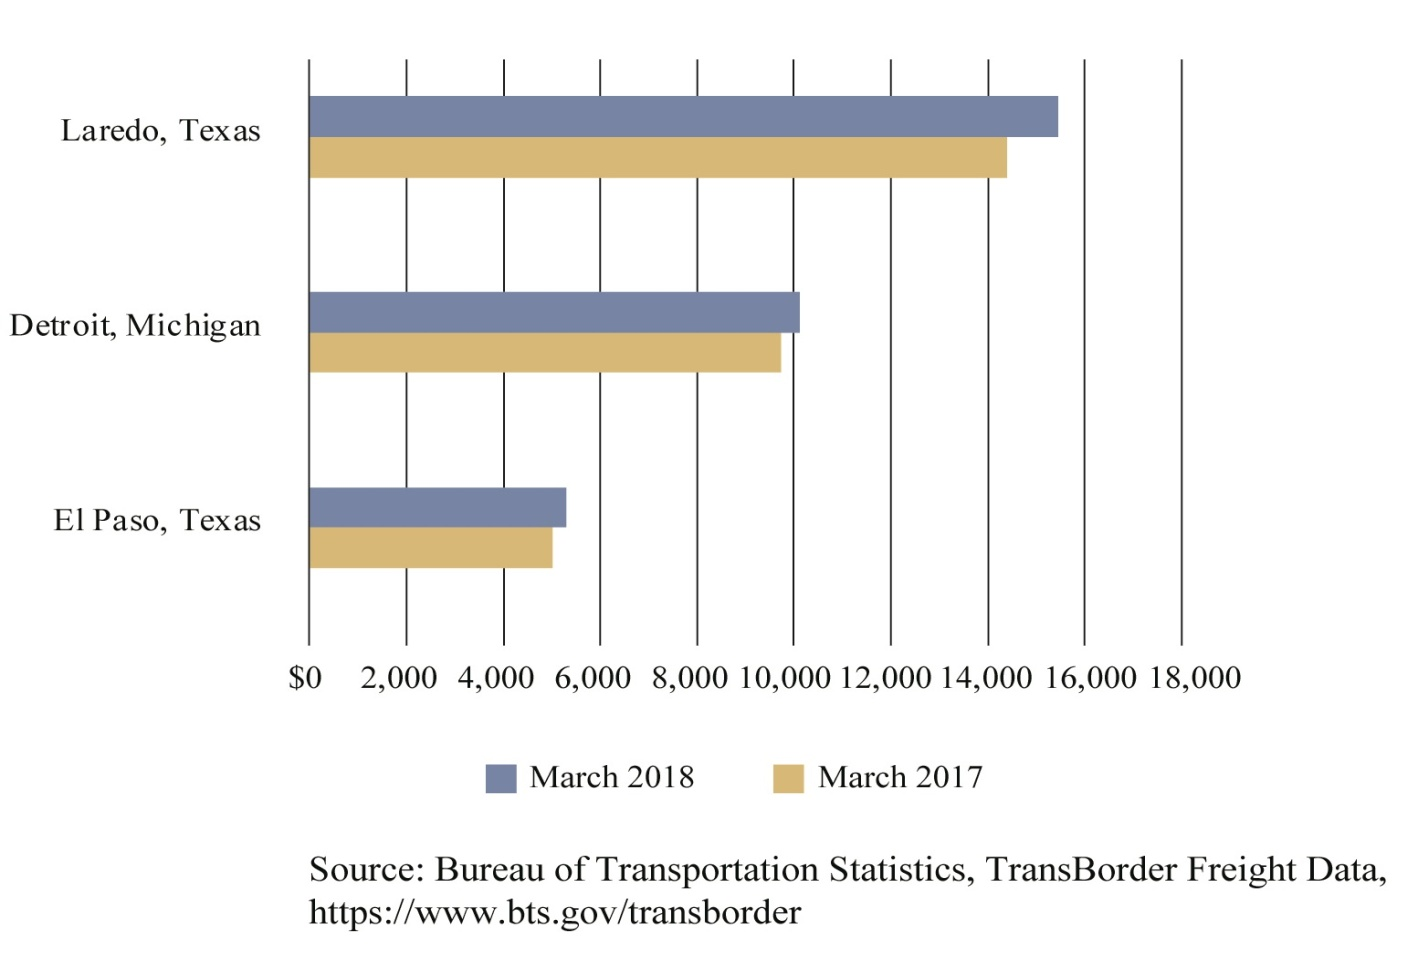 Laredo, Texas
Detroit, Michigan
El Paso, Texas
$0 2,000 4,000 6,000 8,000 10,000 12,000 14,000 16,000 18,000
March 2018 March 2017
Source: Bureau of Transportation Statistics, TransBorder Freight Data,
https://www.bts.gov/transborder